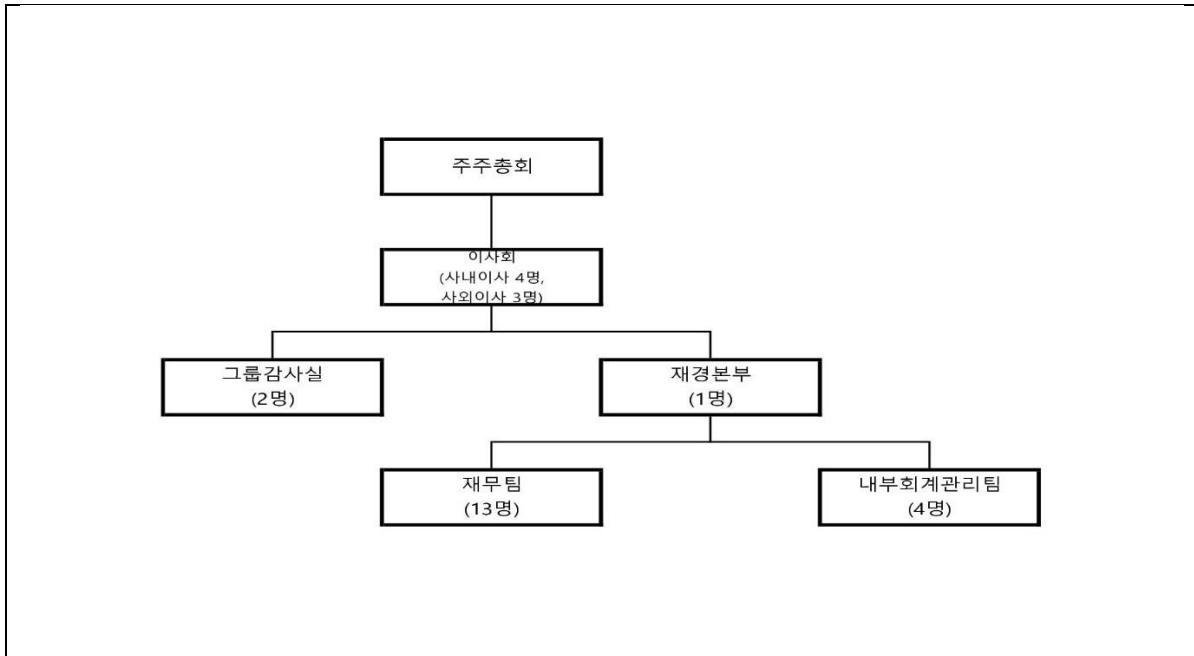 주주총회
이사회
(사내이사 4명,
사외이사 3명)
그룹감사실
(2명)
재경본부
(1명)
재무팀
(13명)
내부회계관리팀
(4명)